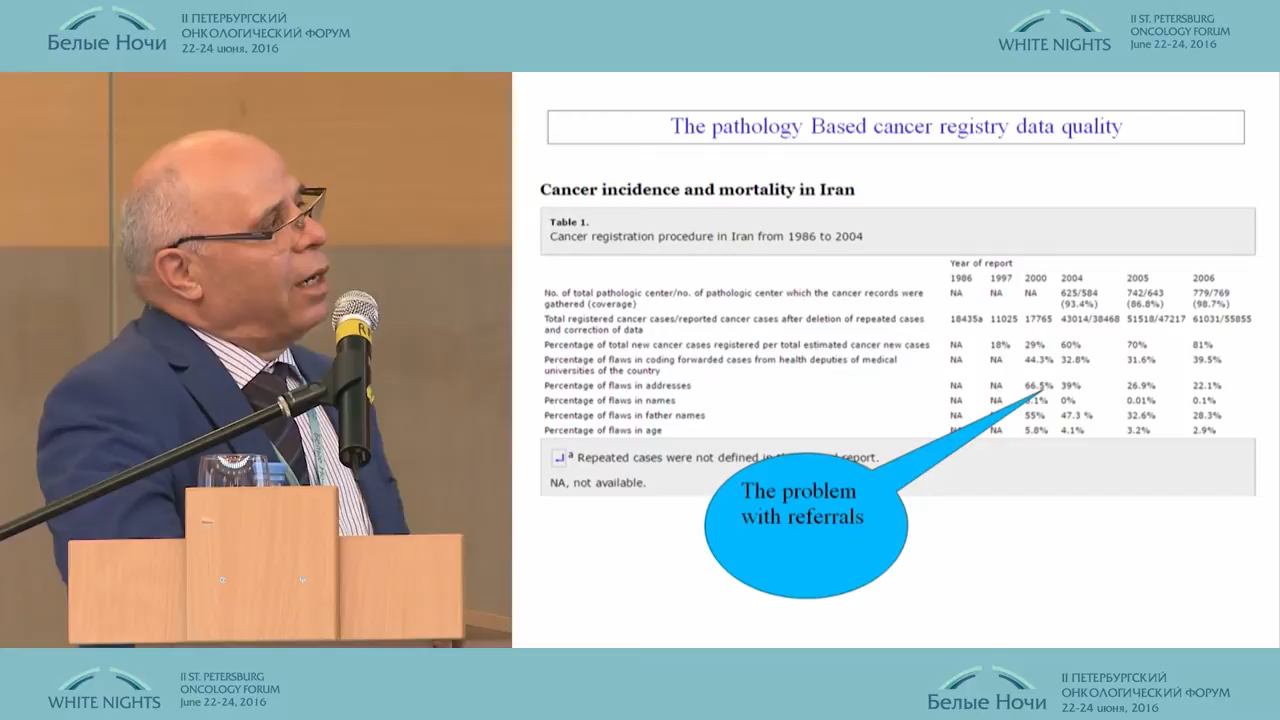 Белые Ночи
II ПЕТЕРБУРГСКИЙ
ОНКОЛОГИЧЕСКИЙ ФОРУМ
22-24 июня, 2016
WHITE NIGHTS
II ST. PETERSBURG
ONCOLOGY FORUM
June 22-24, 2016
The pathology Based cancer registry data quality
Cancer incidence and mortality in Iran
Table 1.
Cancer registration procedure in Iran from 1986 to 2004
Year of report
1986 1997 2000 2004 2005 2006
No. of total pathologic center/no. of pathologic center which the cancer records were NA NA NA 625/584 742/643 779/769
gathered (coverage) (93.4%) (86.8%) (98.7%)
Total registered cancer cases/reported cancer cases after deletion of repeated cases 18435a 11025 17765 43014/38468 51518/47217 61031/55855
and correction of data
Percentage of total new cancer cases registered per total estimated cancer new cases NA 18% 29% 60% 70% 81%
Percentage of flaws in coding forwarded cases from health deputies of medical NA NA 44.3% 32.8% 31.6% 39.5%
universities of the country
Percentage of flaws in addresses NA NA 66.5% 39% 26.9% 22.1%
Percentage of flaws in names NA NA .1% 0% 0.01% 0.1%
Percentage of flaws in father names NA 55% 47.3 % 32.6% 28.3%
Percentage of flaws in age NA NA 5.8% 4.1% 3.2% 2.9%
a Repeated cases were not defined in report.
NA, not available.
The problem
with referrals
WHITE NIGHTS
II ST. PETERSBURG
ONCOLOGY FORUM
June 22-24, 2016
Белые Ночи
II ПЕТЕРБУРГСКИЙ
ОНКОЛОГИЧЕСКИЙ ФОРУМ
22-24 июня, 2016